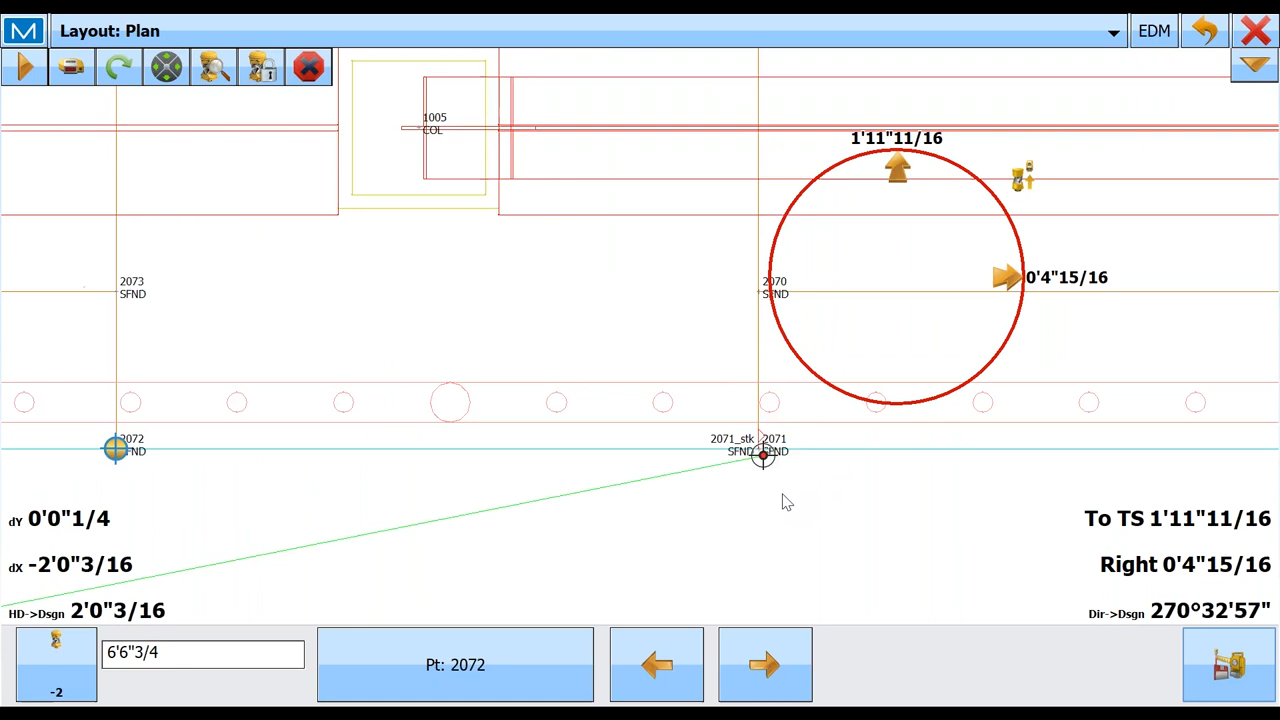 Layout: Plan
EDM
1005
COL
1'11"11/16
0'4"15/16
2073
SFND
2070
SFND
2072
FND
2071_stk
SFND
2071
SFND
dY 0'0"1/4
dX -2'0"3/16
HD->Dsgn 2'0"3/16
To TS 1'11"11/16
Right 0'4"15/16
Dir->Dsgn 270°32'57"
-2
6'6"3/4
Pt: 2072